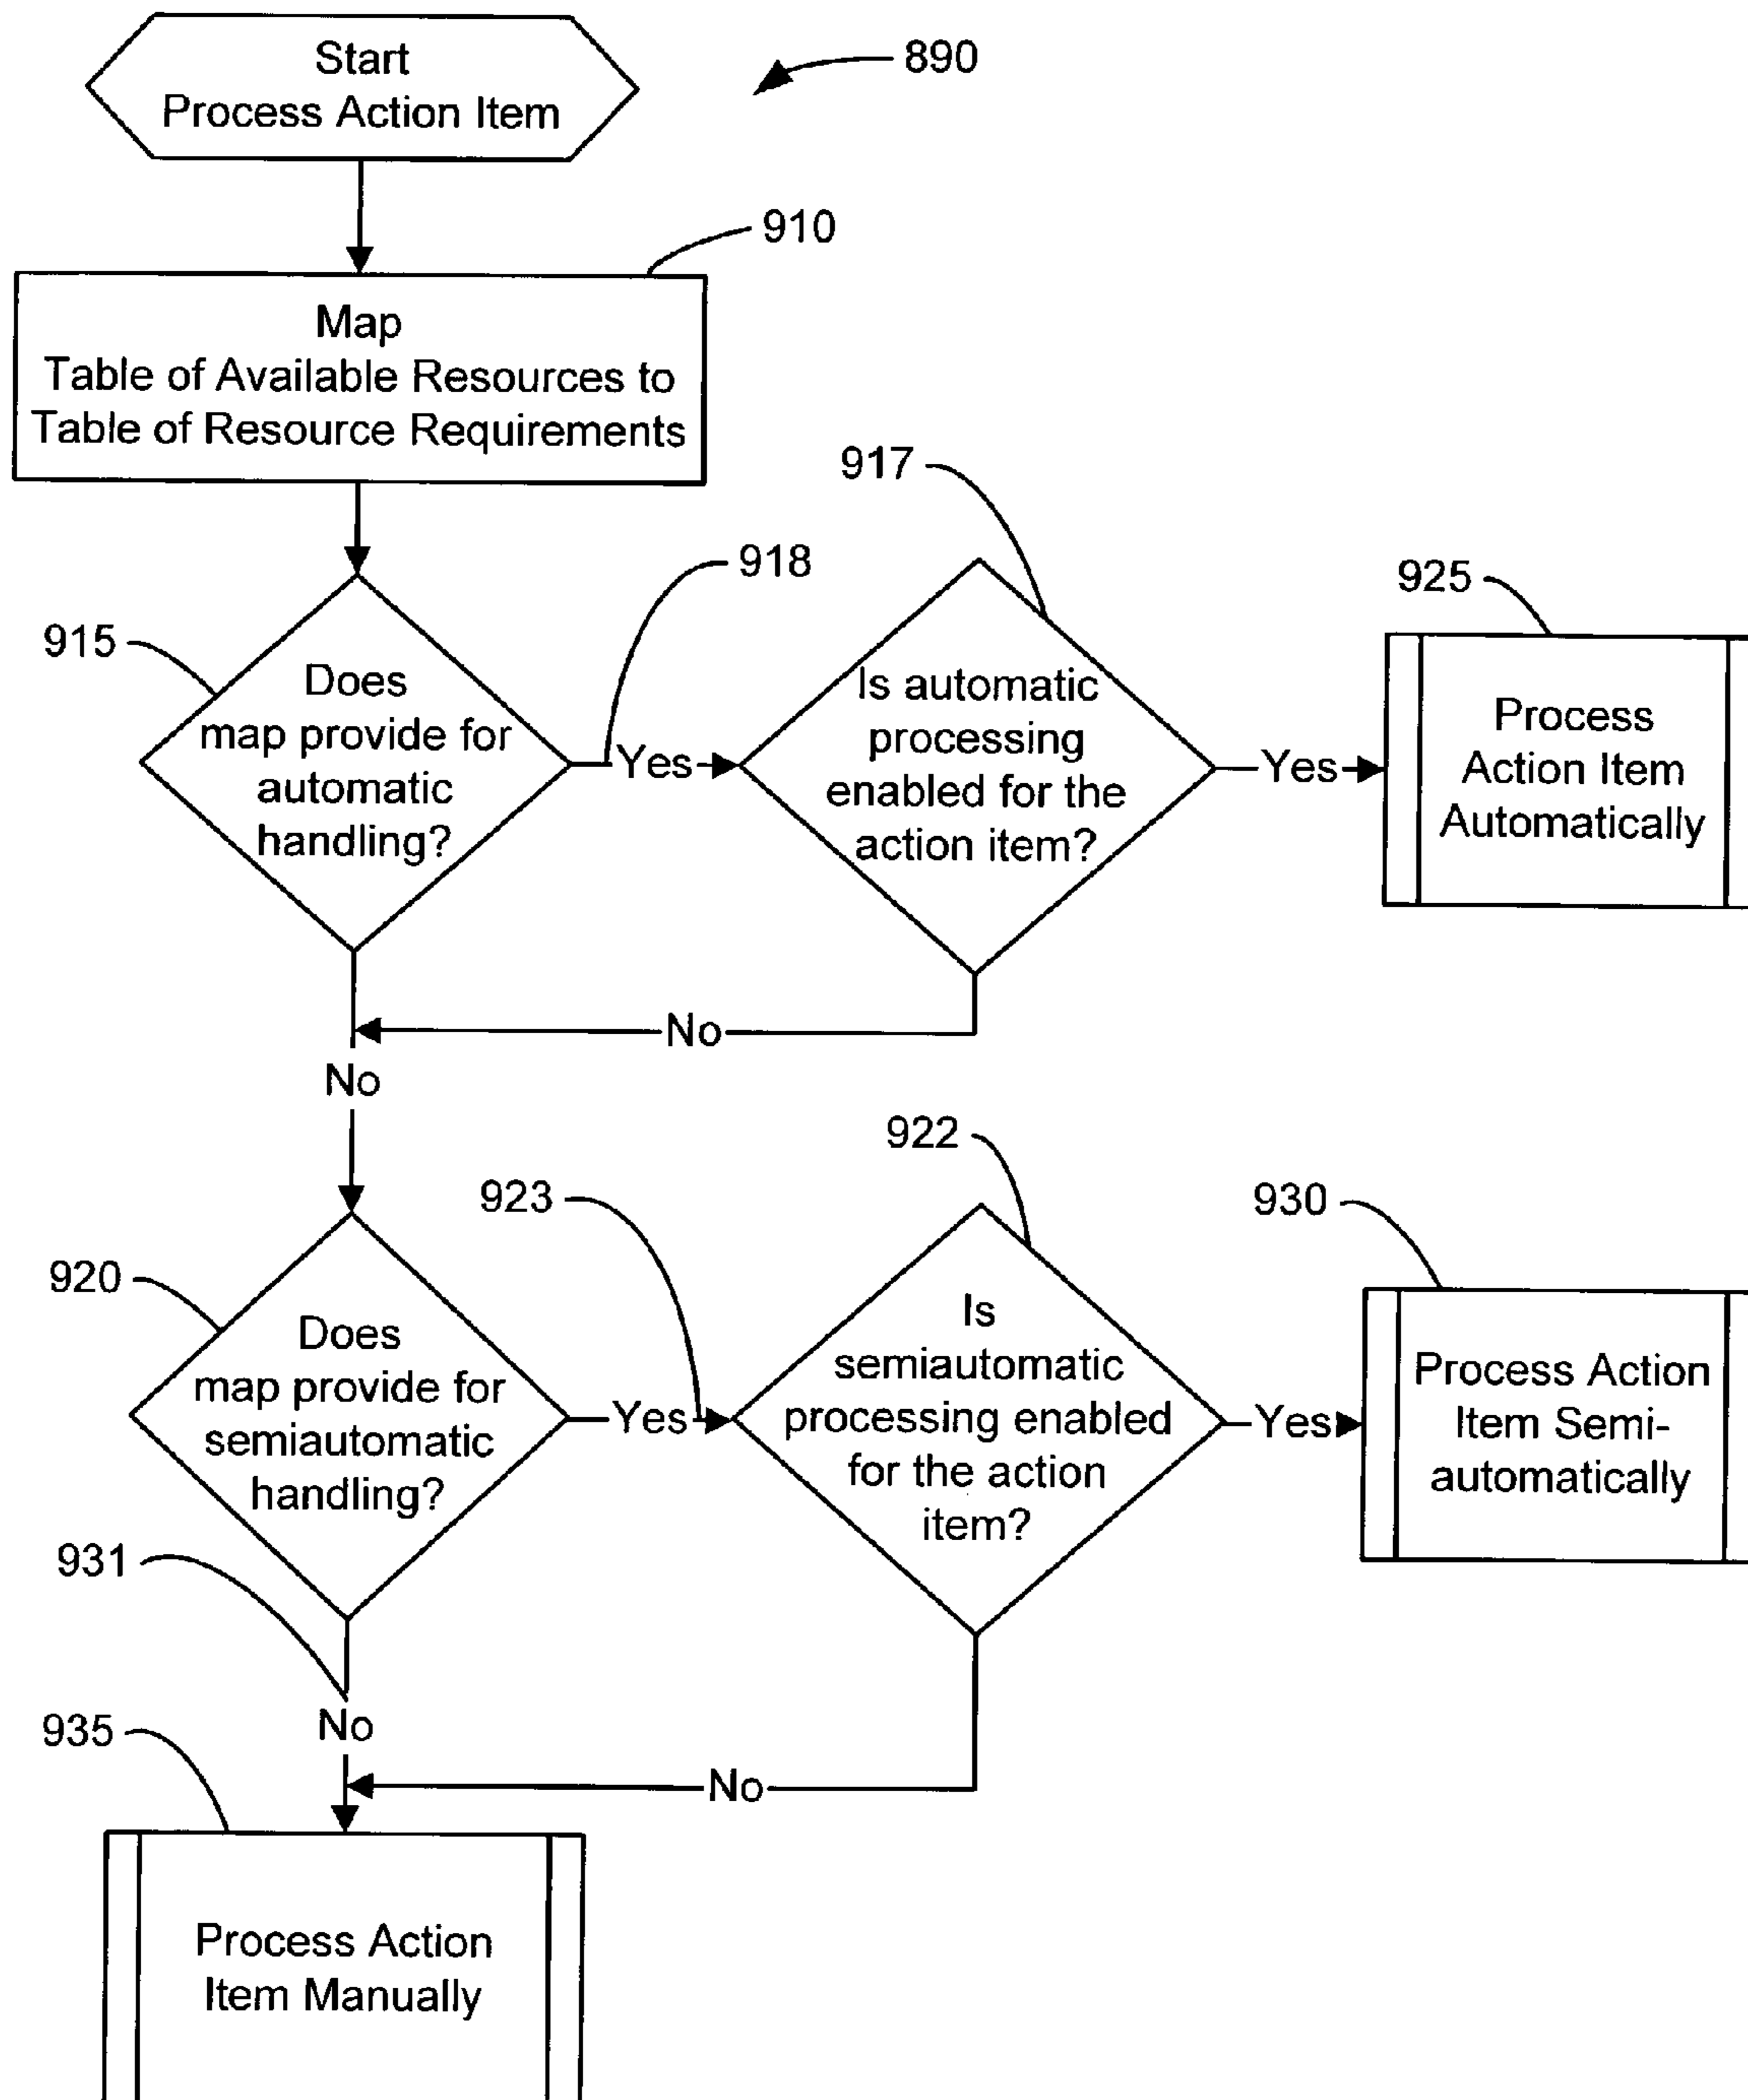 Start
Process Action Item
890
910
Map
Table of Available Resources to
Table of Resource Requirements
917
918
925
915
Does
map provide for
automatic
handling?
Yes
Is automatic
processing
enabled for the
action item?
Yes
Process
Action Item
Automatically
No
No
922
923
930
920
Does
map provide for
semiautomatic
handling?
Yes
Is
semiautomatic
processing enabled
for the action
item?
Yes
Process Action
Item Semi-
automatically
931
No
935
No
Process Action
Item Manually